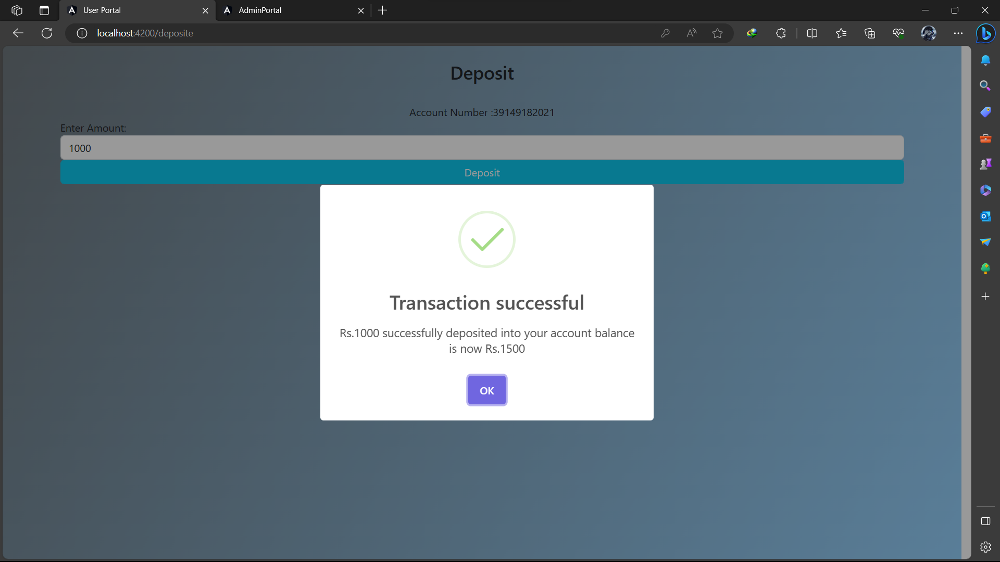 User Portal
AdminPortal
localhost:4200/deposite
Deposit
Account Number :39149182021
Enter Amount:
1000
Deposit
Transaction successful
Rs.1000 successfully deposited into your account balance
is now Rs.1500
OK